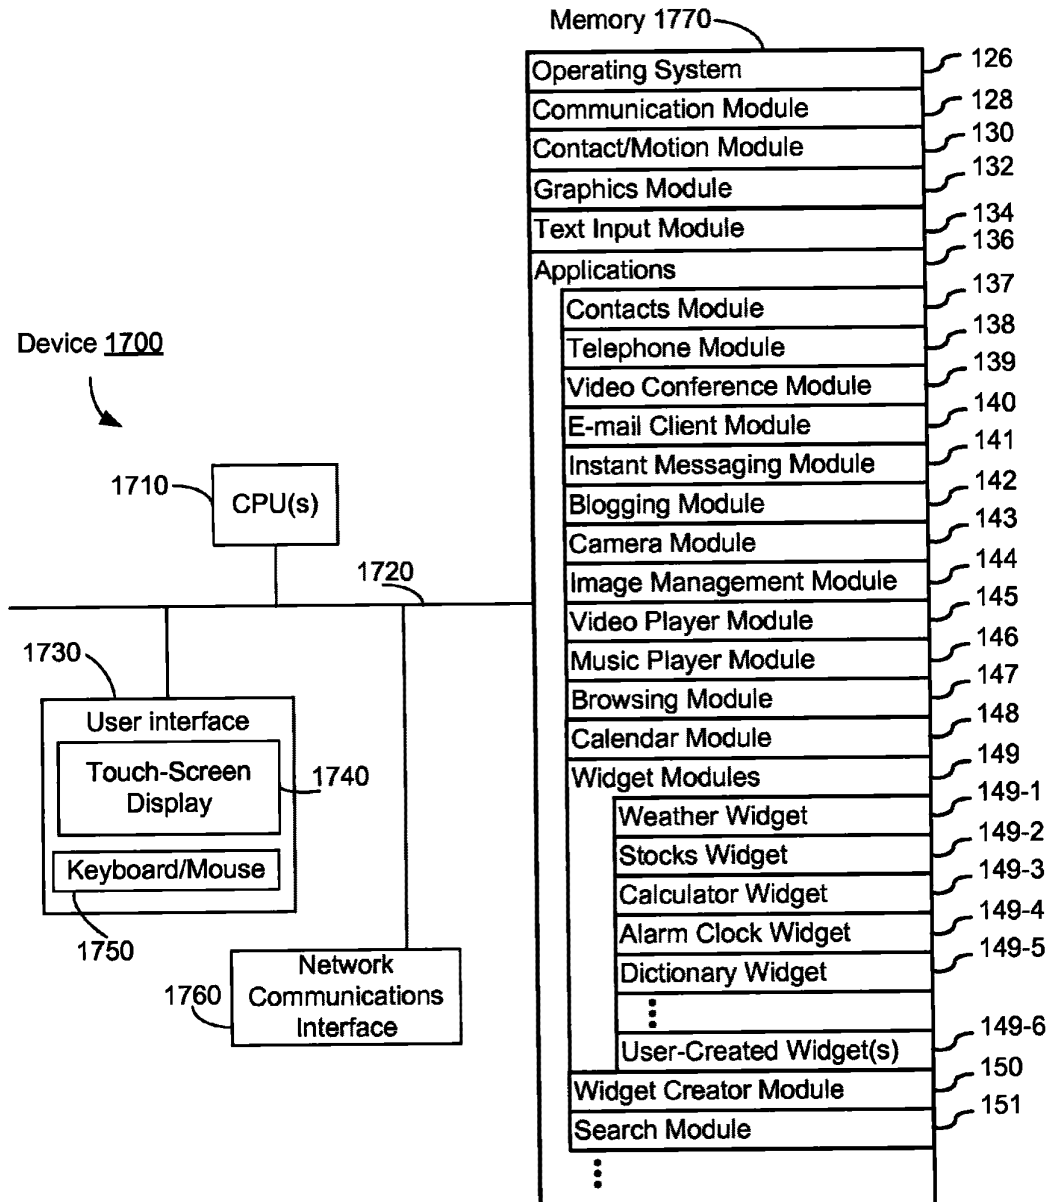 Memory 1770
Operating System 126
Communication Module 128
Contact/Motion Module 130
Graphics Module 132
Text Input Module 134
Applications 136
Contacts Module 137
Telephone Module 138
Video Conference Module 139
E-mail Client Module 140
Instant Messaging Module 141
Blogging Module 142
Camera Module 143
Image Management Module 144
Video Player Module 145
Music Player Module 146
Browsing Module 147
Calendar Module 148
Widget Modules 149
Weather Widget 149-1
Stocks Widget 149-2
Calculator Widget 149-3
Alarm Clock Widget 149-4
Dictionary Widget 149-5
User-Created Widget(s) 149-6
Widget Creator Module 150
Search Module 151
Device 1700
1710
CPU(s)
1720
1730
User interface
Touch-Screen
Display
1740
Keyboard/Mouse
1750
Network
Communications
Interface
1760